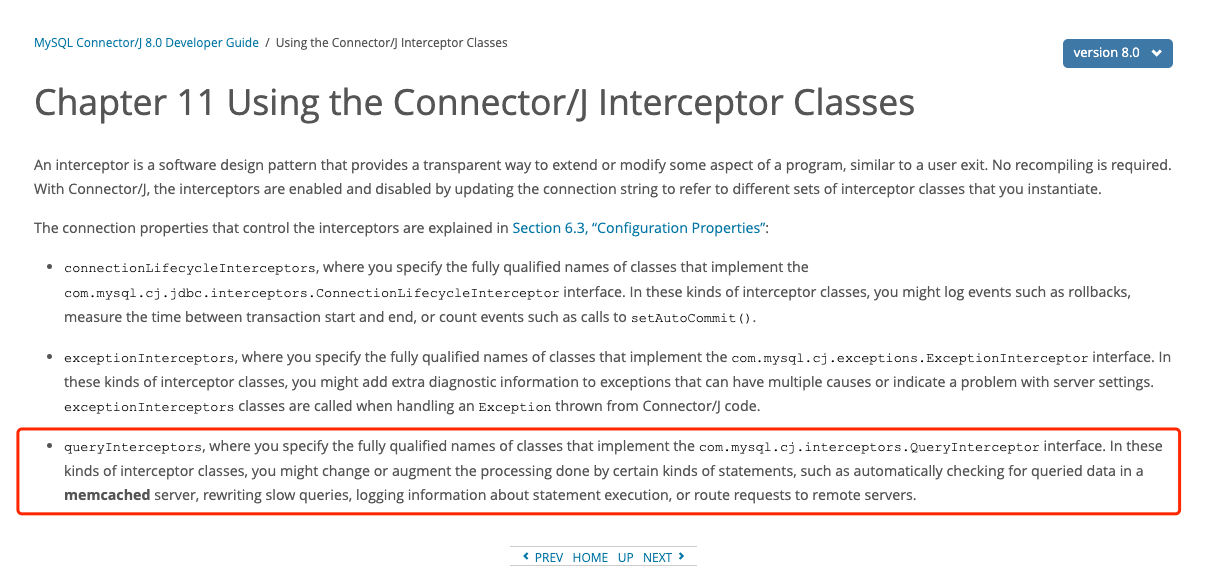 MySQL Connector/J 8.0 Developer Guide / Using the Connector/J Interceptor Classes
version 8.0
Chapter 11 Using the Connector/J Interceptor Classes
An interceptor is a software design pattern that provides a transparent way to extend or modify some aspect of a program, similar to a user exit. No recompiling is required.
With Connector/J, the interceptors are enabled and disabled by updating the connection string to refer to different sets of interceptor classes that you instantiate.
The connection properties that control the interceptors are explained in Section 6.3, “Configuration Properties”:
• connectionLifecycleInterceptors, where you specify the fully qualified names of classes that implement the
com.mysql.cj.jdbc.interceptors.ConnectionLifecycleInterceptor interface. In these kinds of interceptor classes, you might log events such as rollbacks,
measure the time between transaction start and end, or count events such as calls to setAutoCommit().
• exceptionInterceptors, where you specify the fully qualified names of classes that implement the com.mysql.cj.exceptions.ExceptionInterceptor interface. In
these kinds of interceptor classes, you might add extra diagnostic information to exceptions that can have multiple causes or indicate a problem with server settings.
exceptionInterceptors classes are called when handling an Exception thrown from Connector/J code.
• queryInterceptors, where you specify the fully qualified names of classes that implement the com.mysql.cj.interceptors.QueryInterceptor interface. In these
kinds of interceptor classes, you might change or augment the processing done by certain kinds of statements, such as automatically checking for queried data in a
memcached server, rewriting slow queries, logging information about statement execution, or route requests to remote servers.
PREV HOME UP NEXT